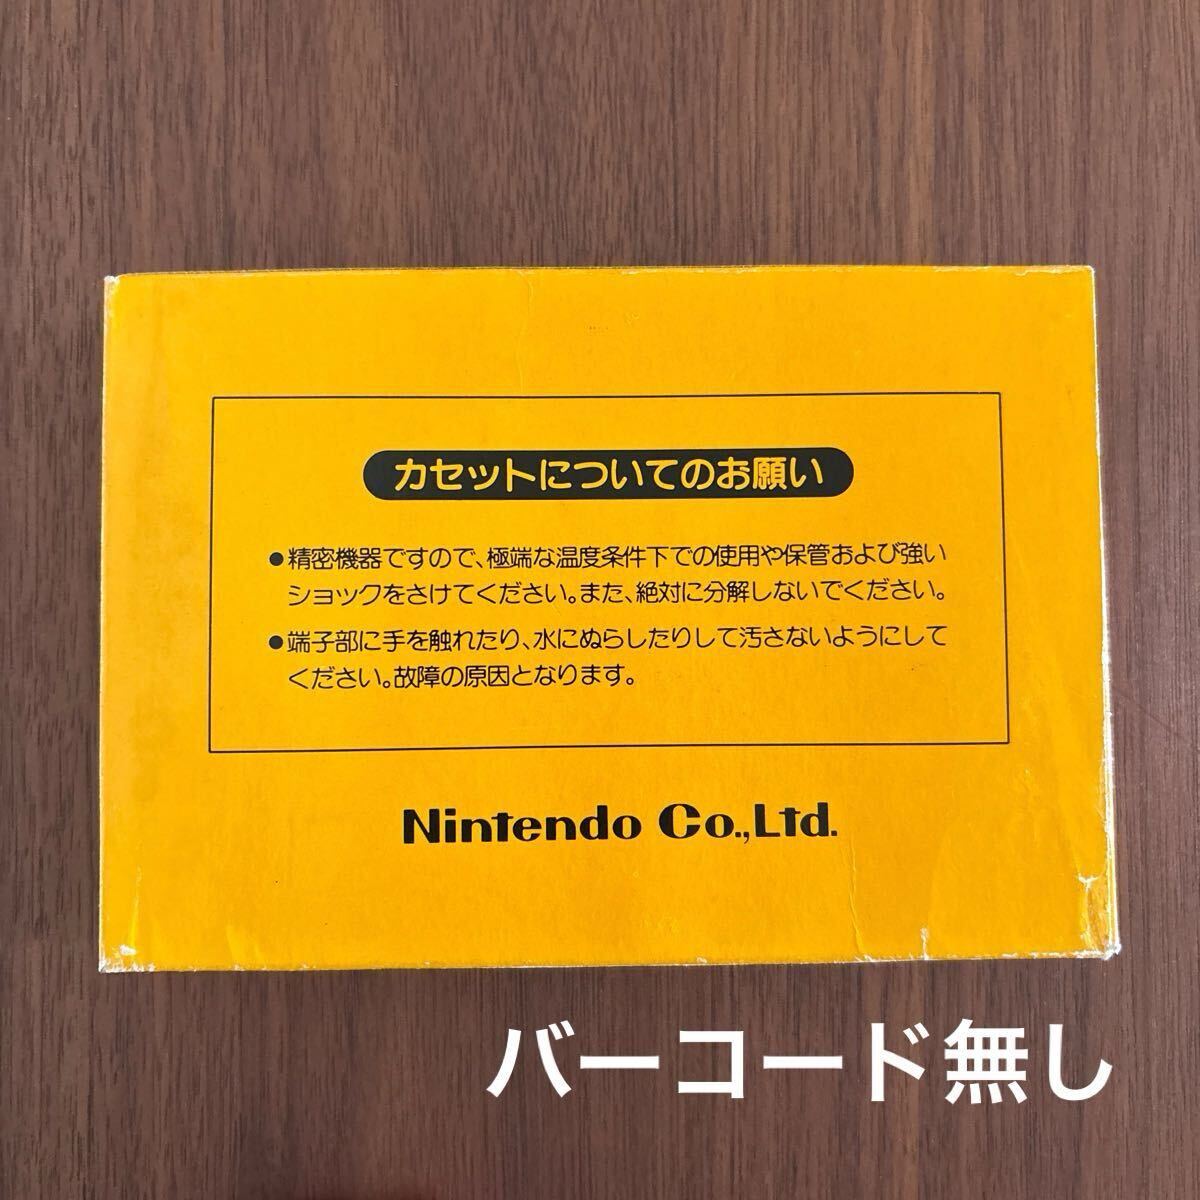 カセットについてのお願い
●精密機器ですので、極端な温度条件下での使用や保管および強い
ショックをさけてください。また、絶対に分解しないでください。
●端子部に手を触れたり、水にぬらしたりして汚さないようにして
ください。故障の原因となります。
Nintendo Co.,Ltd.
バーコード無し